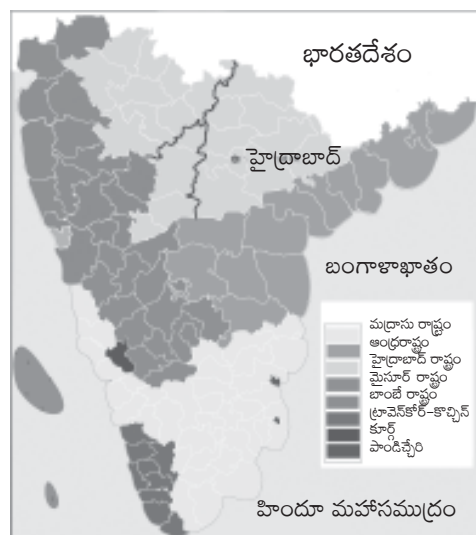 భారతదేశం
హైద్రాబాద్
బంగాళాఖాతం
మద్రాసు రాష్ట్రం
ఆంధ్రరాష్ట్రం
హైద్రాబాద్ రాష్ట్రం
మైసూర్ రాష్ట్రం
బాంబే రాష్ట్రం
ట్రావెన్‌కోర్-కొచ్చిన్
కూర్గ్
పాండిచ్చేరి
హిందూ మహాసముద్రం